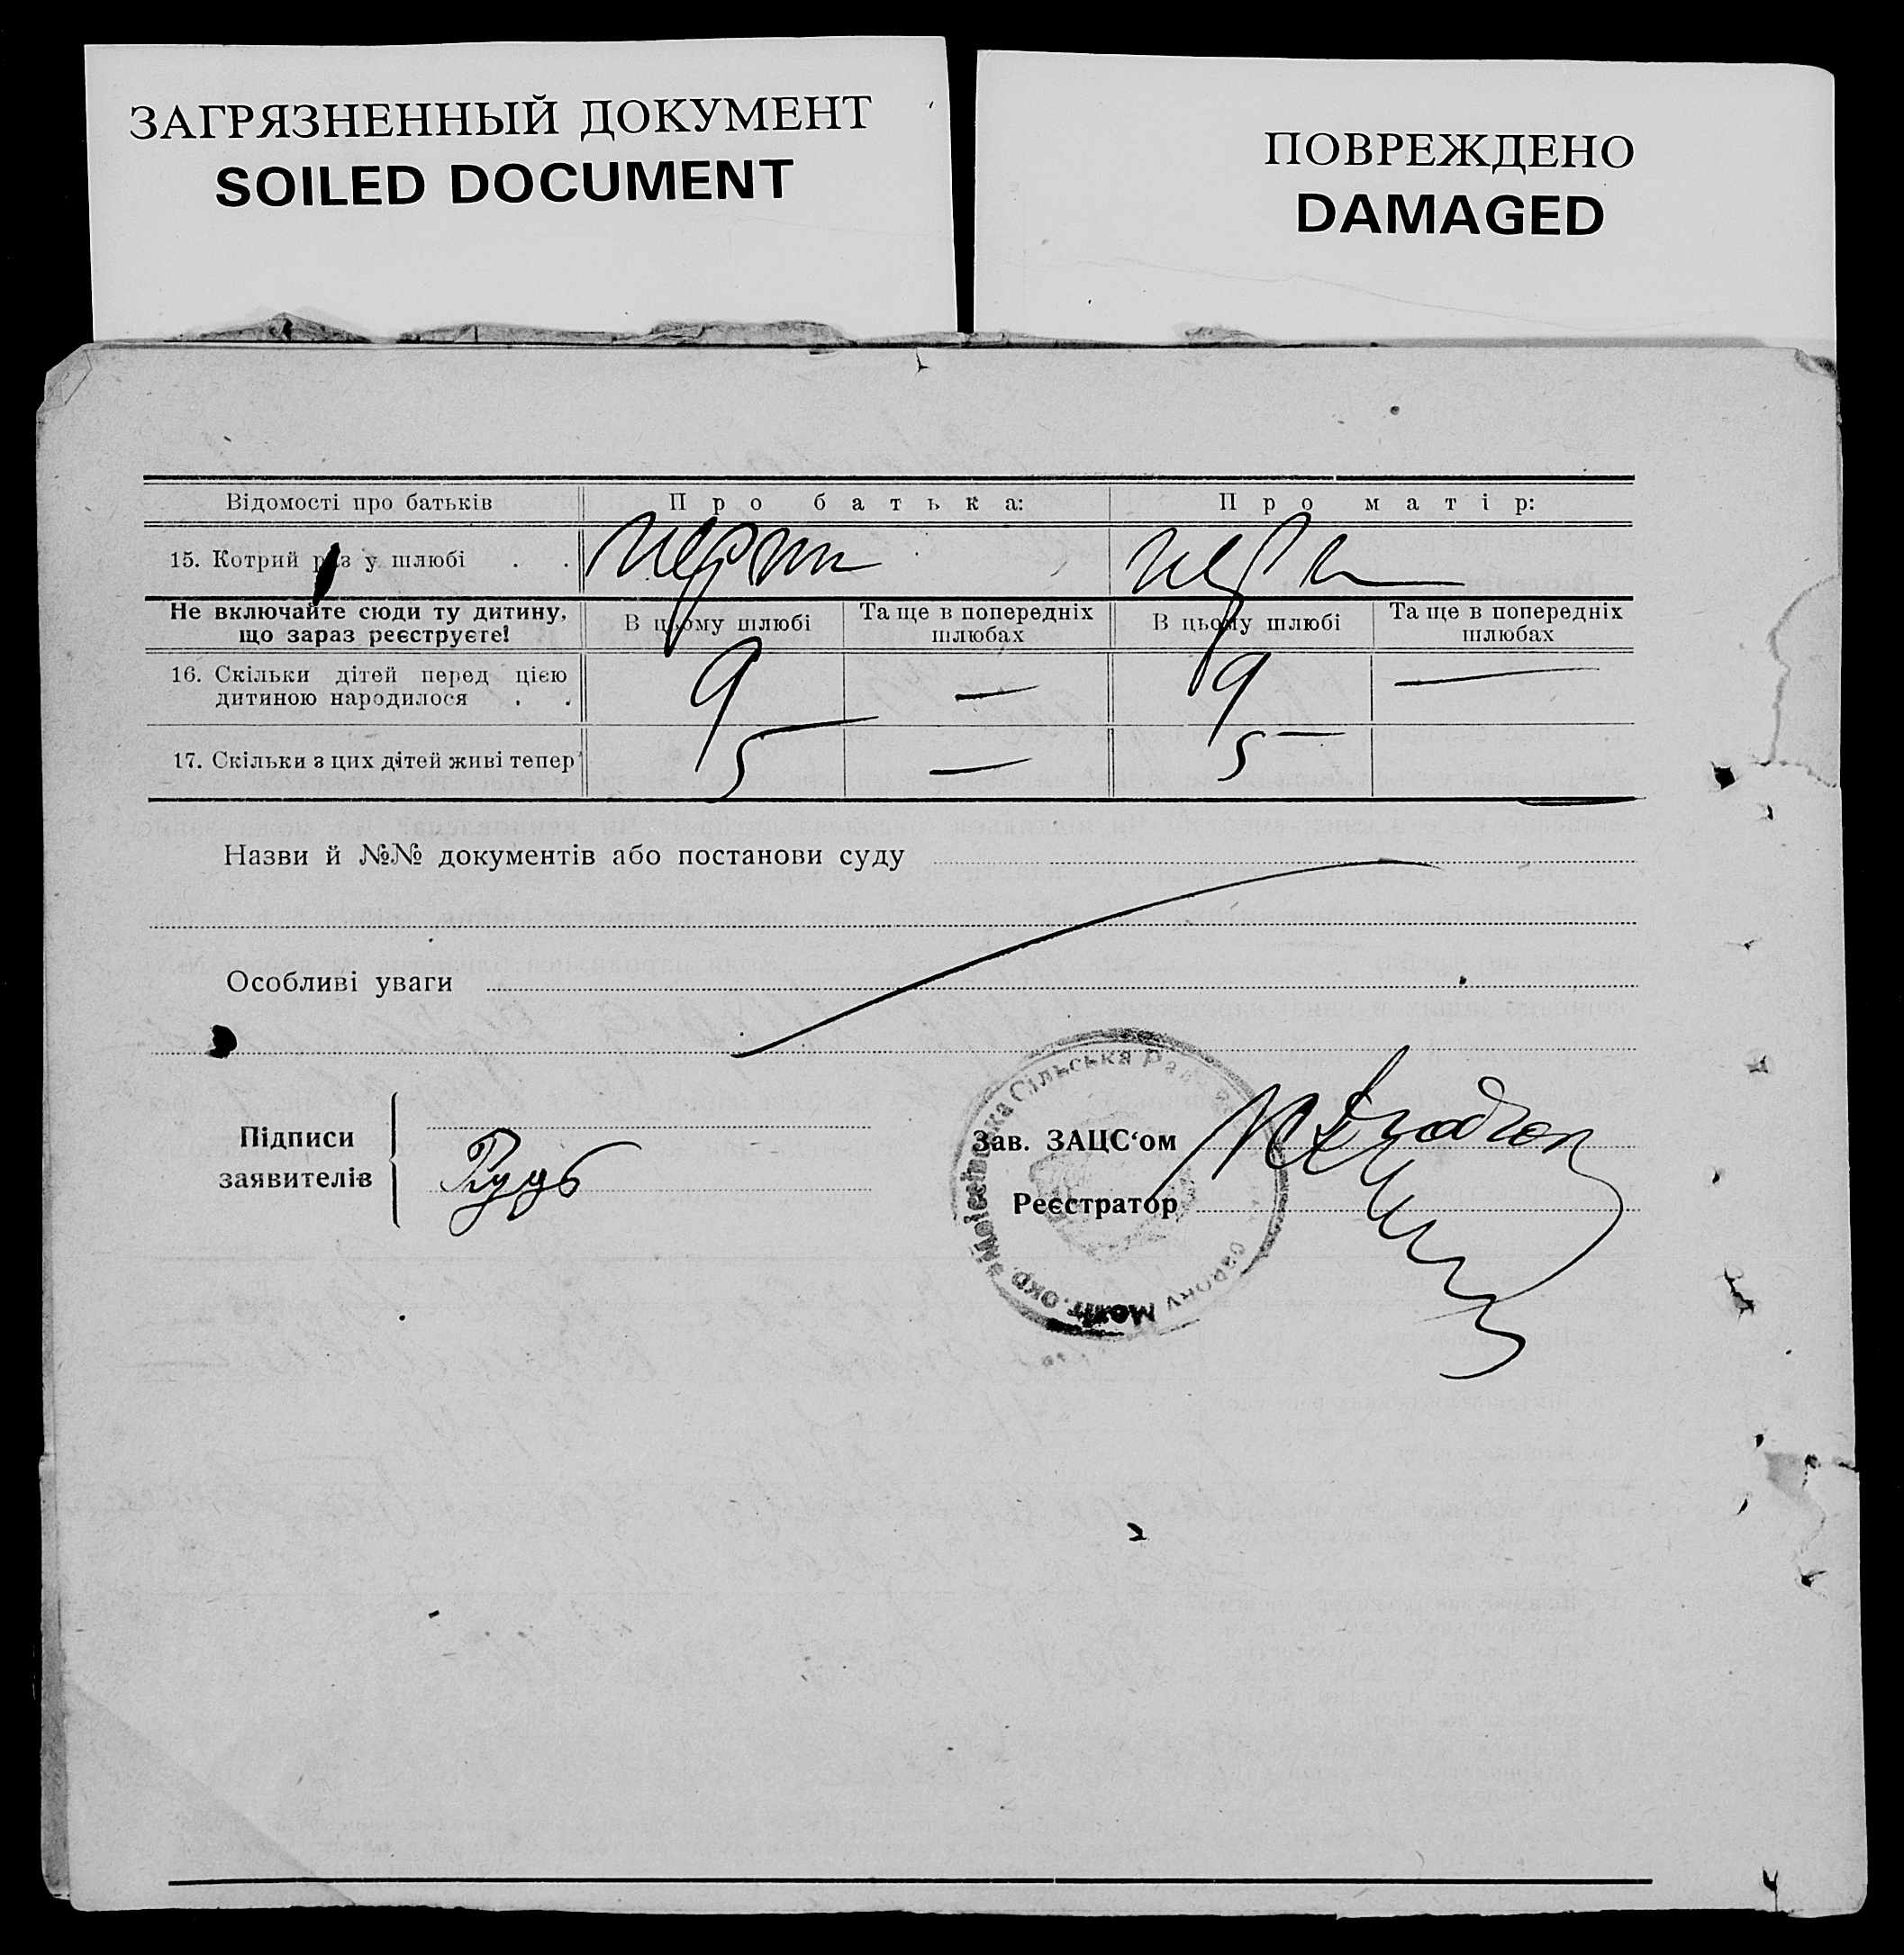 ЗАГРЯЗНЕННЫЙ ДОКУМЕНТ
SOILED DOCUMENT
ПОВРЕЖДЕНО
DAMAGED
Відомості про батьків
Про батька:
Про матір:
15. Котрий раз у шлюбі . .
Не включайте сюди ту дитину,
що зараз реєструєте!
В цьому шлюбі
Та ще в попередніх
шлюбах
В цьому шлюбі
Та ще в попередніх
шлюбах
16. Скільки дітей перед цією
дитиною народилося . .
9
—
9
—
17. Скільки з цих дітей живі тепер
5
—
5
Назви й №№ документів або постанови суду
Особливі уваги
Підписи
заявителів
Зав. ЗАЦС‘ом
Реєстратор
Сільська Рада